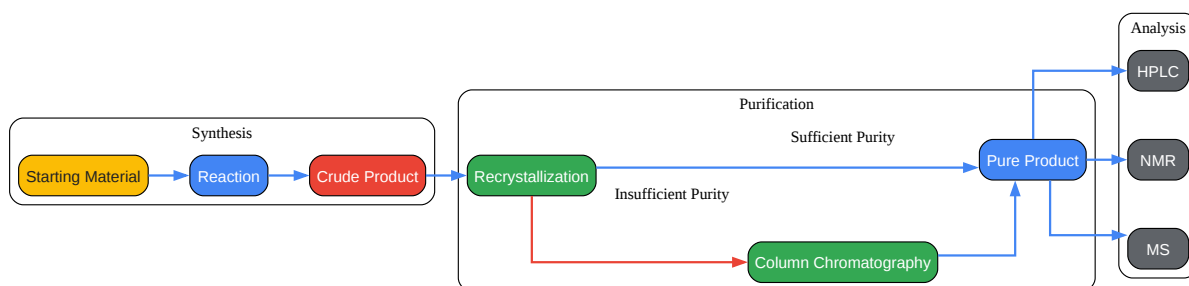 Synthesis
Starting Material
Reaction
Crude Product
Purification
Recrystallization
Sufficient Purity
Insufficient Purity
Column Chromatography
Pure Product
Analysis
HPLC
NMR
MS